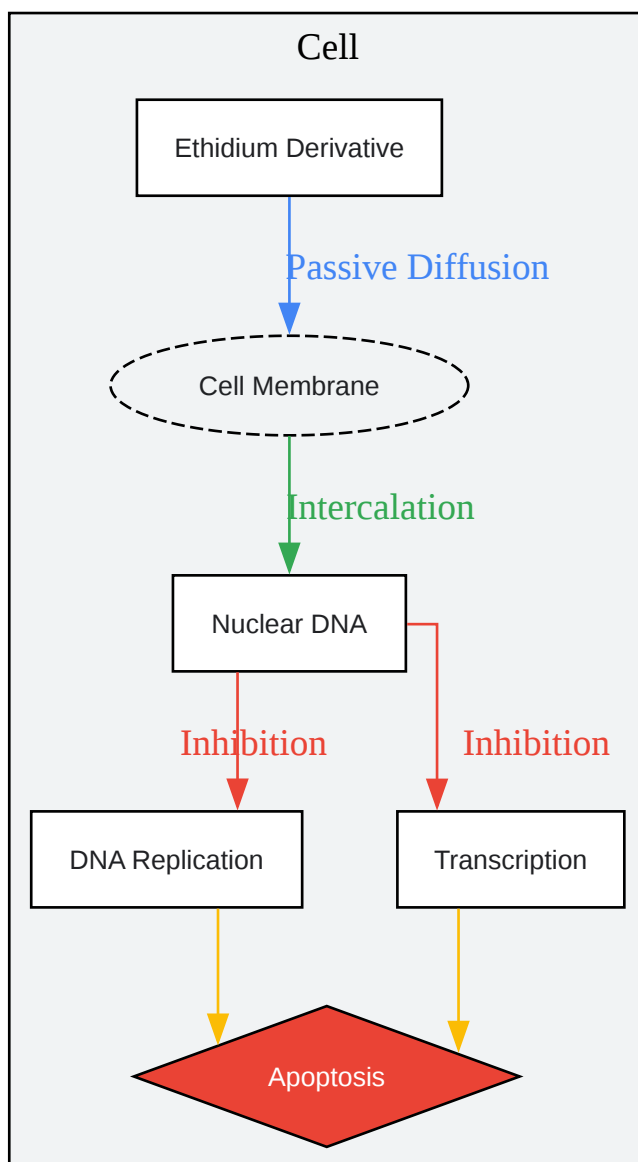 Cell
Ethidium Derivative
Passive Diffusion
Cell Membrane
Intercalation
Nuclear DNA
Inhibition
Inhibition
DNA Replication
Transcription
Apoptosis